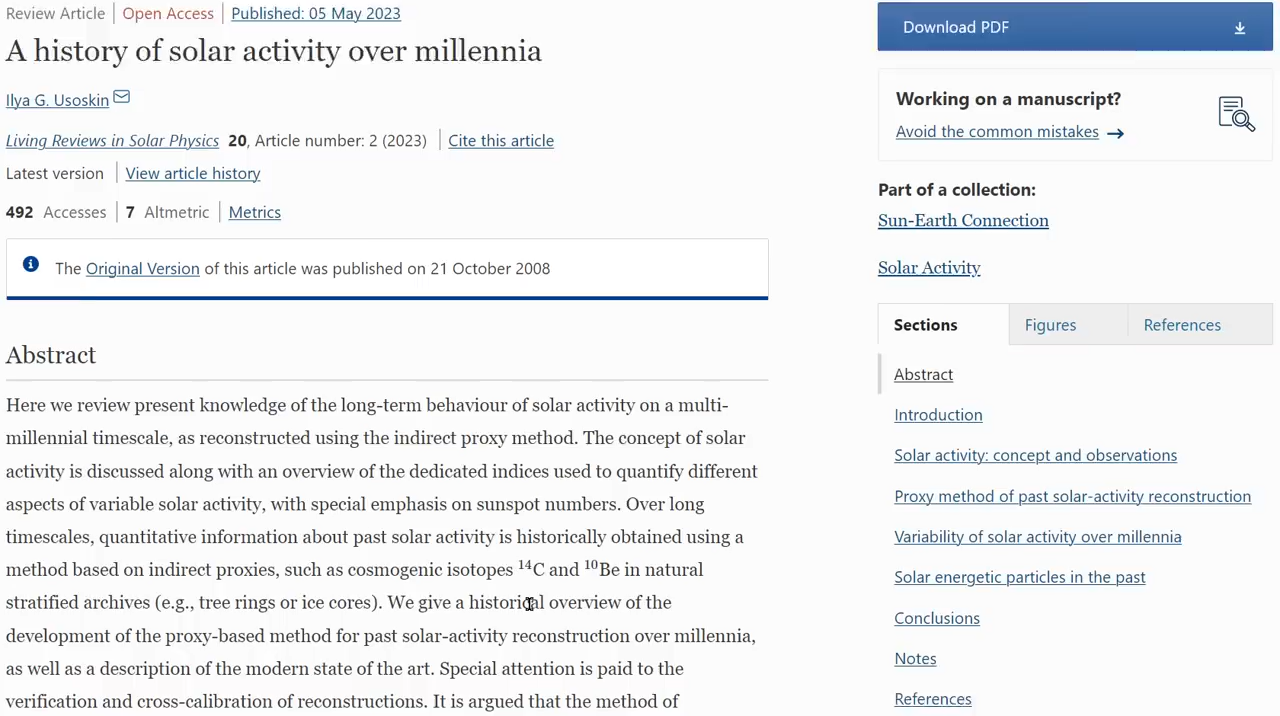 Review Article | Open Access | Published: 05 May 2023
A history of solar activity over millennia
Ilya G. Usoskin
Living Reviews in Solar Physics 20, Article number: 2 (2023) | Cite this article
Latest version | View article history
492 Accesses | 7 Altmetric | Metrics
The Original Version of this article was published on 21 October 2008
Abstract
Here we review present knowledge of the long-term behaviour of solar activity on a multi-
millennial timescale, as reconstructed using the indirect proxy method. The concept of solar
activity is discussed along with an overview of the dedicated indices used to quantify different
aspects of variable solar activity, with special emphasis on sunspot numbers. Over long
timescales, quantitative information about past solar activity is historically obtained using a
method based on indirect proxies, such as cosmogenic isotopes ¹⁴C and ¹⁰Be in natural
stratified archives (e.g., tree rings or ice cores). We give a historical overview of the
development of the proxy-based method for past solar-activity reconstruction over millennia,
as well as a description of the modern state of the art. Special attention is paid to the
verification and cross-calibration of reconstructions. It is argued that the method of
Download PDF
Working on a manuscript?
Avoid the common mistakes →
Part of a collection:
Sun-Earth Connection
Solar Activity
Sections Figures References
Abstract
Introduction
Solar activity: concept and observations
Proxy method of past solar-activity reconstruction
Variability of solar activity over millennia
Solar energetic particles in the past
Conclusions
Notes
References